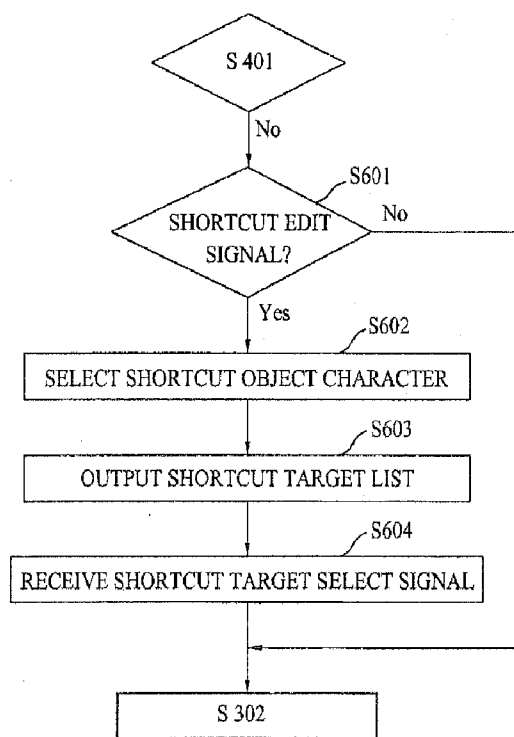 S 401
No
S601
SHORTCUT EDIT
SIGNAL?
No
Yes
S602
SELECT SHORTCUT OBJECT CHARACTER
S603
OUTPUT SHORTCUT TARGET LIST
S604
RECEIVE SHORTCUT TARGET SELECT SIGNAL
S 302